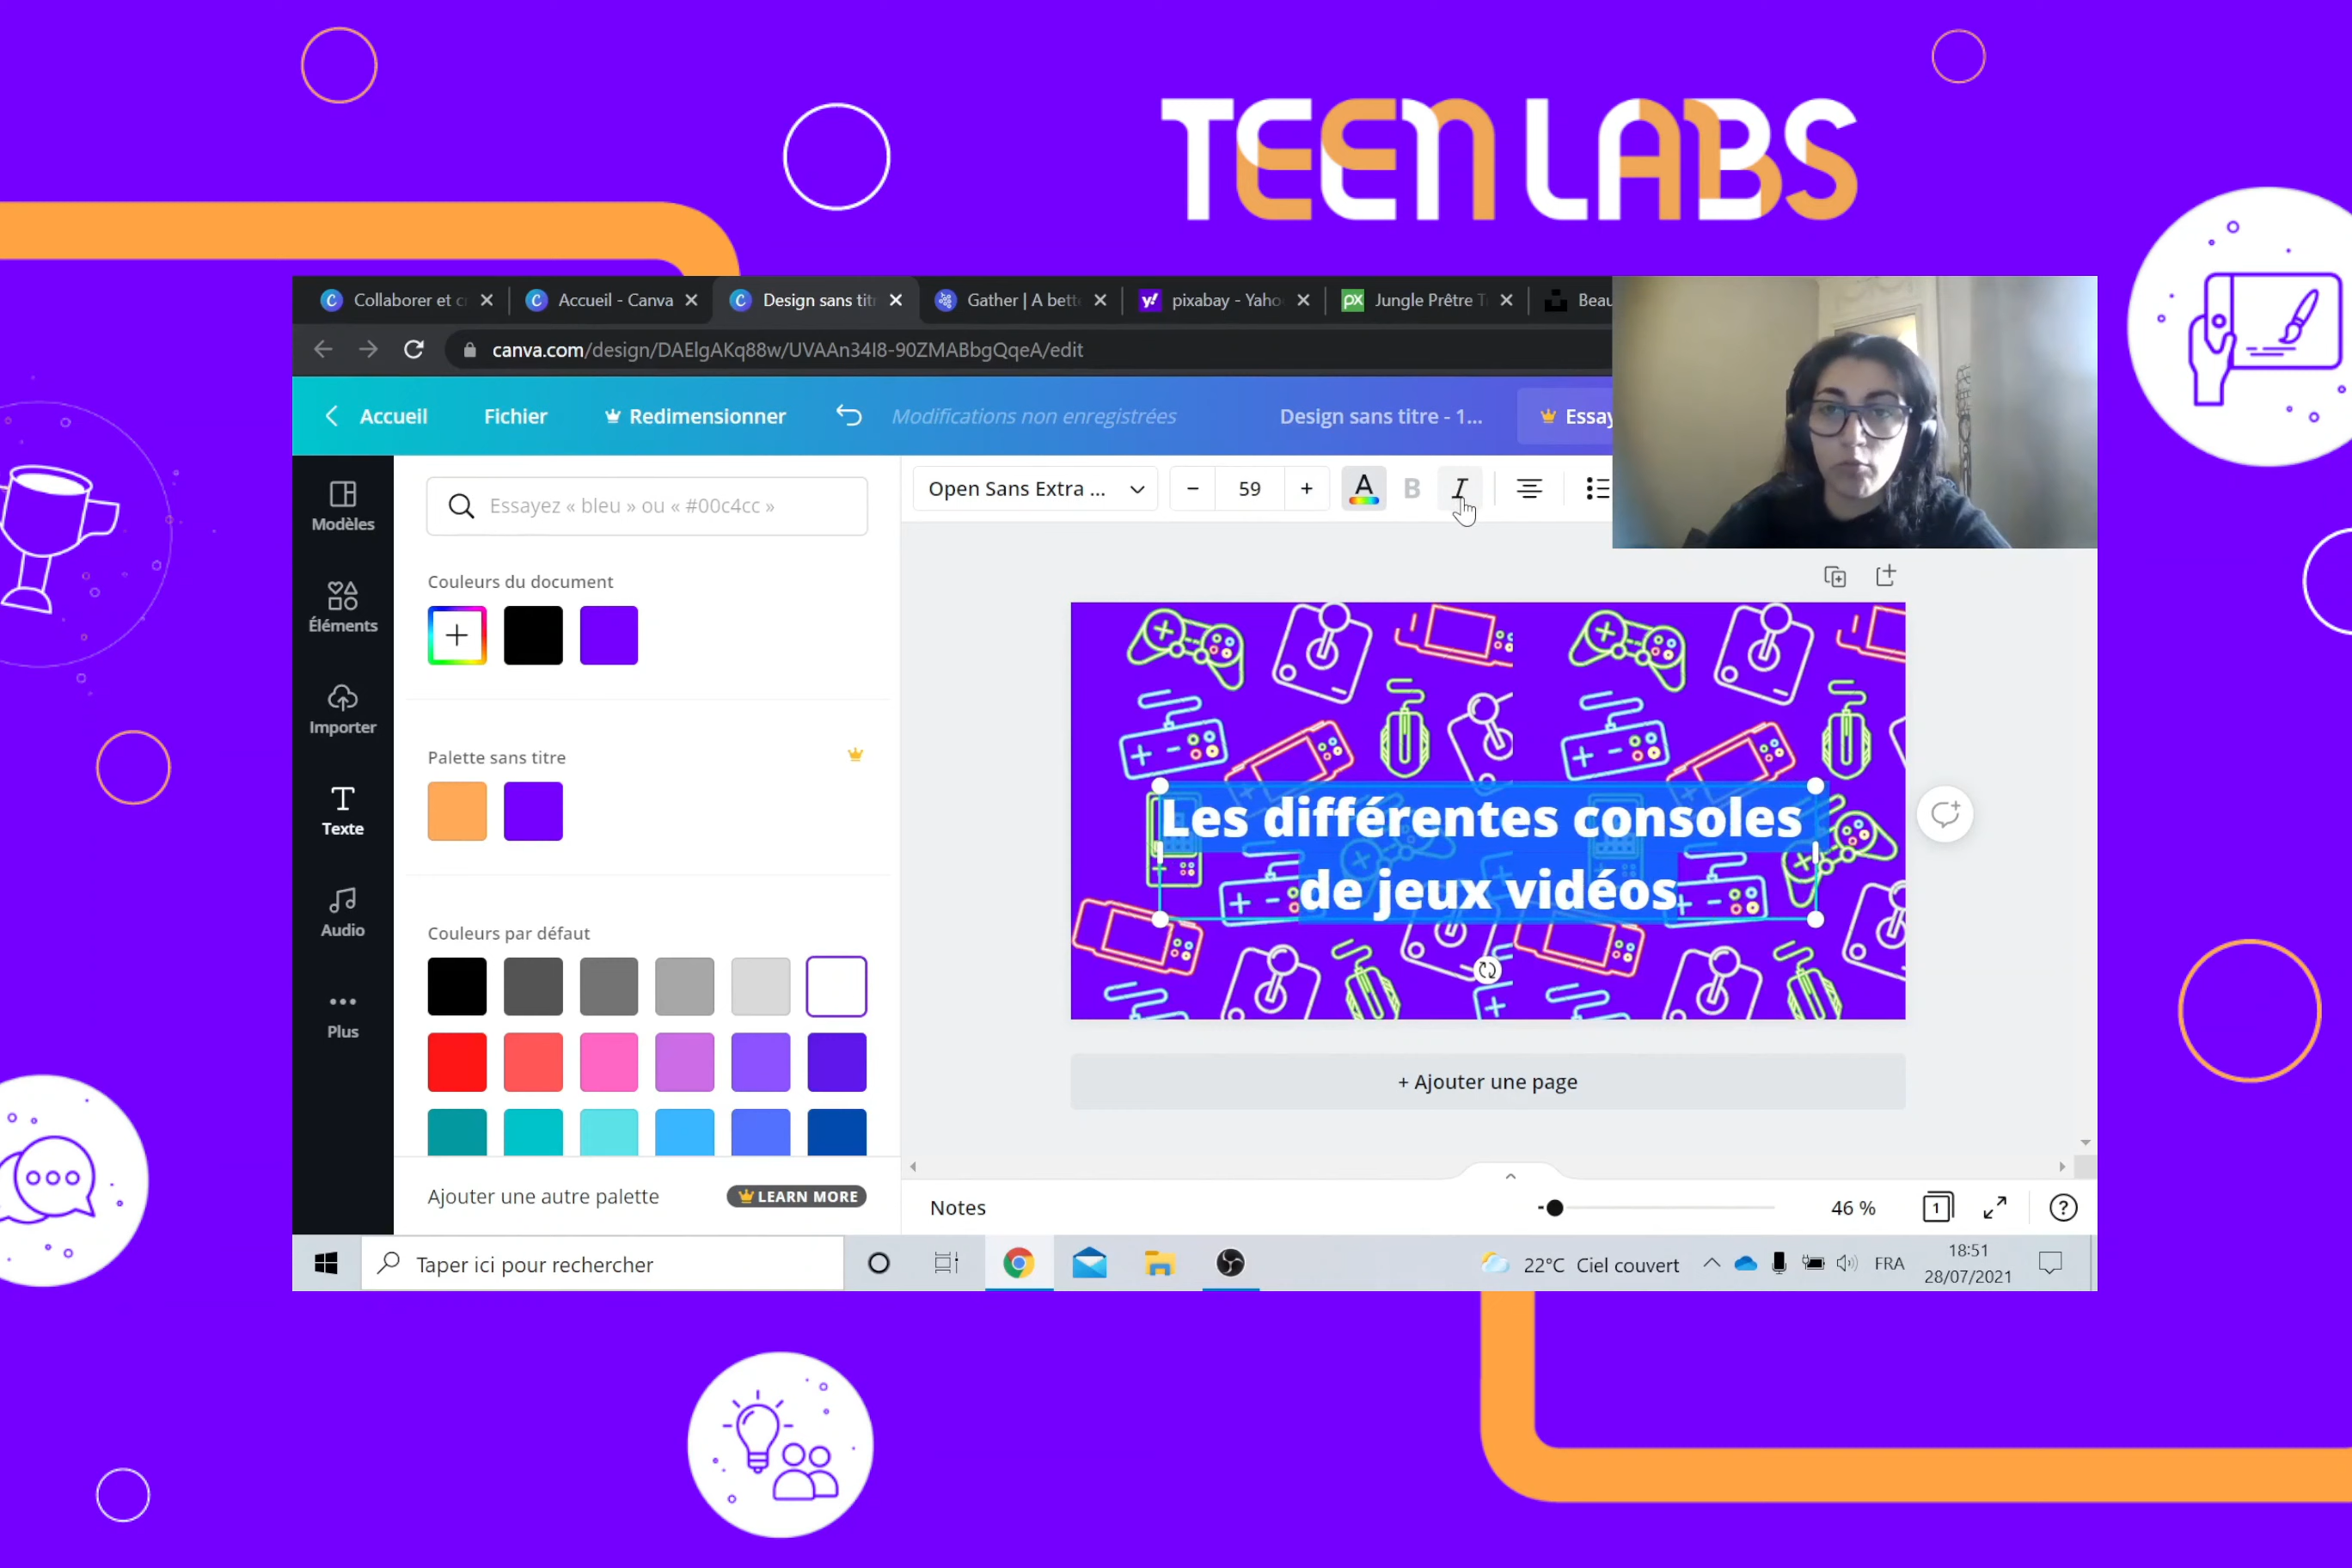 TEEN LABS
Collaborer et c
Accueil - Canva
Design sans tit
Gather | A bett
pixabay - Yaho
Jungle Prêtre T
Beau
canva.com/design/DAElgAKq88w/UVAAn34I8-90ZMABbgQqeA/edit
Accueil
Fichier
Redimensionner
Modifications non enregistrées
Design sans titre - 1...
Essay
Modèles
Éléments
Importer
Texte
Audio
Plus
Essayez « bleu » ou « #00c4cc »
Couleurs du document
Palette sans titre
Couleurs par défaut
Ajouter une autre palette
LEARN MORE
Open Sans Extra ...
− 59 +
A B I
Les différentes consoles
de jeux vidéos
+ Ajouter une page
Notes
46 %
1
?
Taper ici pour rechercher
22°C Ciel couvert
FRA
18:51
28/07/2021